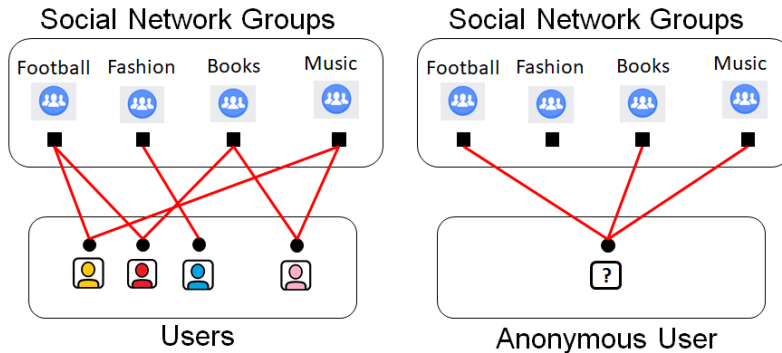 Social Network Groups
Football Fashion Books Music
Users
Social Network Groups
Football Fashion Books Music
?
Anonymous User